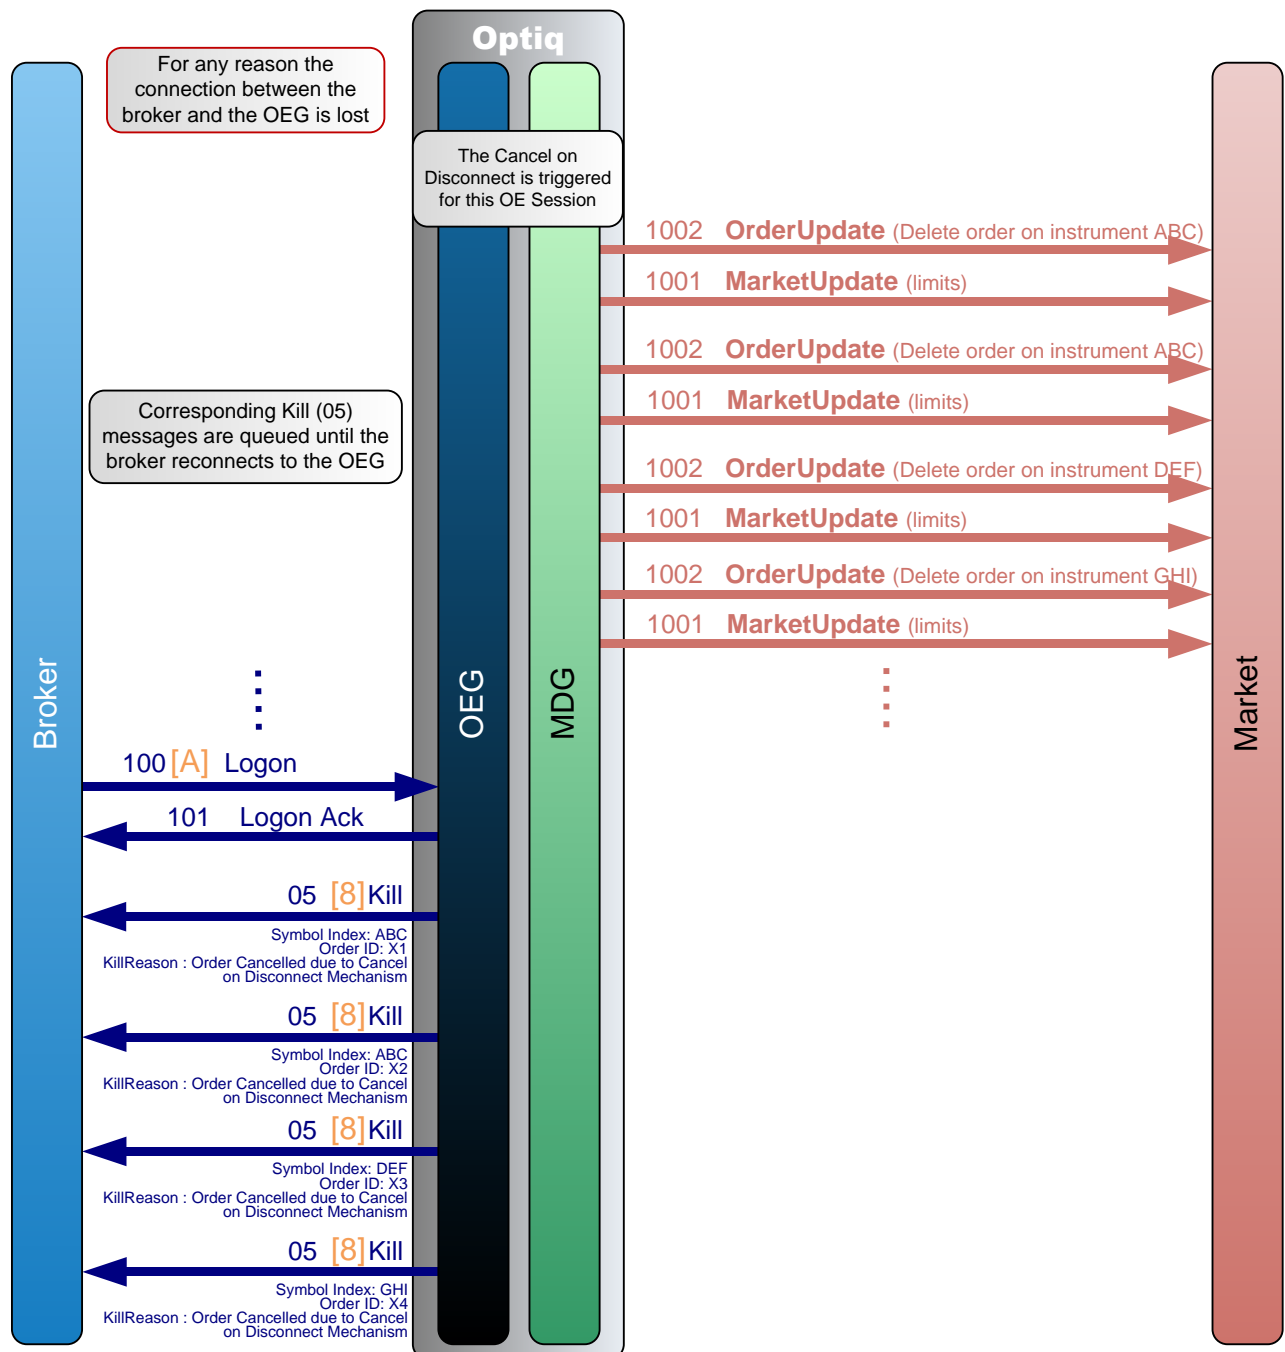 Optiq
For any reason the
connection between the
broker and the OEG is lost
The Cancel on
Disconnect is triggered
for this OE Session
1002 OrderUpdate (Delete order on instrument ABC)
1001 MarketUpdate (limits)
1002 OrderUpdate (Delete order on instrument ABC)
1001 MarketUpdate (limits)
Corresponding Kill (05)
messages are queued until the
broker reconnects to the OEG
1002 OrderUpdate (Delete order on instrument DEF)
1001 MarketUpdate (limits)
1002 OrderUpdate (Delete order on instrument GHI)
1001 MarketUpdate (limits)
Broker
OEG
MDG
Market
100 [A] Logon
101 Logon Ack
05 [8] Kill
Symbol Index: ABC
Order ID: X1
KillReason : Order Cancelled due to Cancel
on Disconnect Mechanism
05 [8] Kill
Symbol Index: ABC
Order ID: X2
KillReason : Order Cancelled due to Cancel
on Disconnect Mechanism
05 [8] Kill
Symbol Index: DEF
Order ID: X3
KillReason : Order Cancelled due to Cancel
on Disconnect Mechanism
05 [8] Kill
Symbol Index: GHI
Order ID: X4
KillReason : Order Cancelled due to Cancel
on Disconnect Mechanism